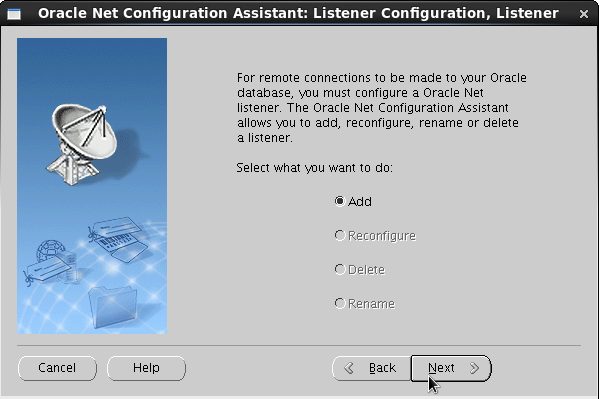 Oracle Net Configuration Assistant: Listener Configuration, Listener
For remote connections to be made to your Oracle
database, you must configure a Oracle Net
listener. The Oracle Net Configuration Assistant
allows you to add, reconfigure, rename or delete
a listener.
Select what you want to do:
Add
Reconfigure
Delete
Rename
Cancel
Help
Back
Next